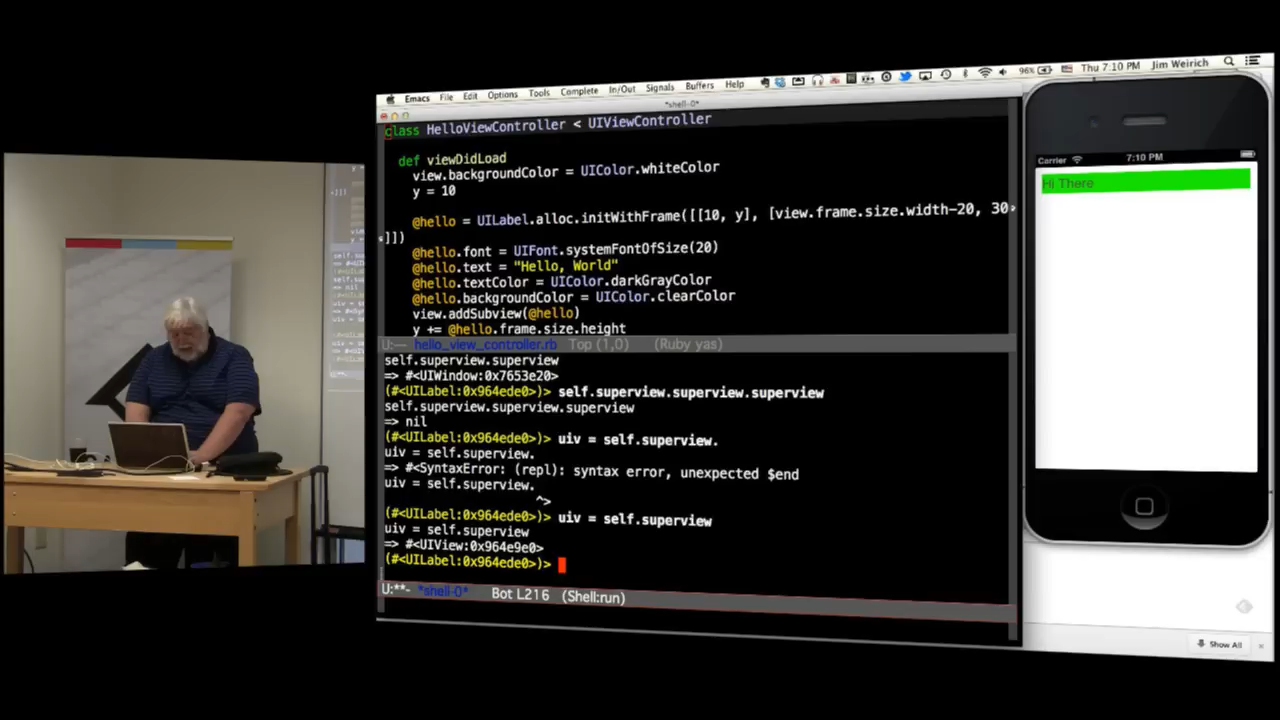 Emacs File Edit Options Tools Complete In/Out Signals Buffers Help 96% Thu 7:10 PM Jim Weirich
*shell-0*
class HelloViewController < UIViewController
def viewDidLoad
view.backgroundColor = UIColor.whiteColor
y = 10
@hello = UILabel.alloc.initWithFrame([[10, y], [view.frame.size.width-20, 30
]])
@hello.font = UIFont.systemFontOfSize(20)
@hello.text = "Hello, World"
@hello.textColor = UIColor.darkGrayColor
@hello.backgroundColor = UIColor.clearColor
view.addSubview(@hello)
y += @hello.frame.size.height
U:--- hello_view_controller.rb Top (1,0) (Ruby yas)
self.superview.superview
=> #<UIWindow:0x7653e20>
(#<UILabel:0x964ede0>)> self.superview.superview.superview
self.superview.superview.superview
=> nil
(#<UILabel:0x964ede0>)> uiv = self.superview.
uiv = self.superview.
=> #<SyntaxError: (repl): syntax error, unexpected $end
uiv = self.superview.
^>
(#<UILabel:0x964ede0>)> uiv = self.superview
uiv = self.superview
=> #<UIView:0x964e9e0>
(#<UILabel:0x964ede0>)>
U:**- *shell-0* Bot L216 (Shell:run)
Carrier 7:10 PM
Hi There
Show All